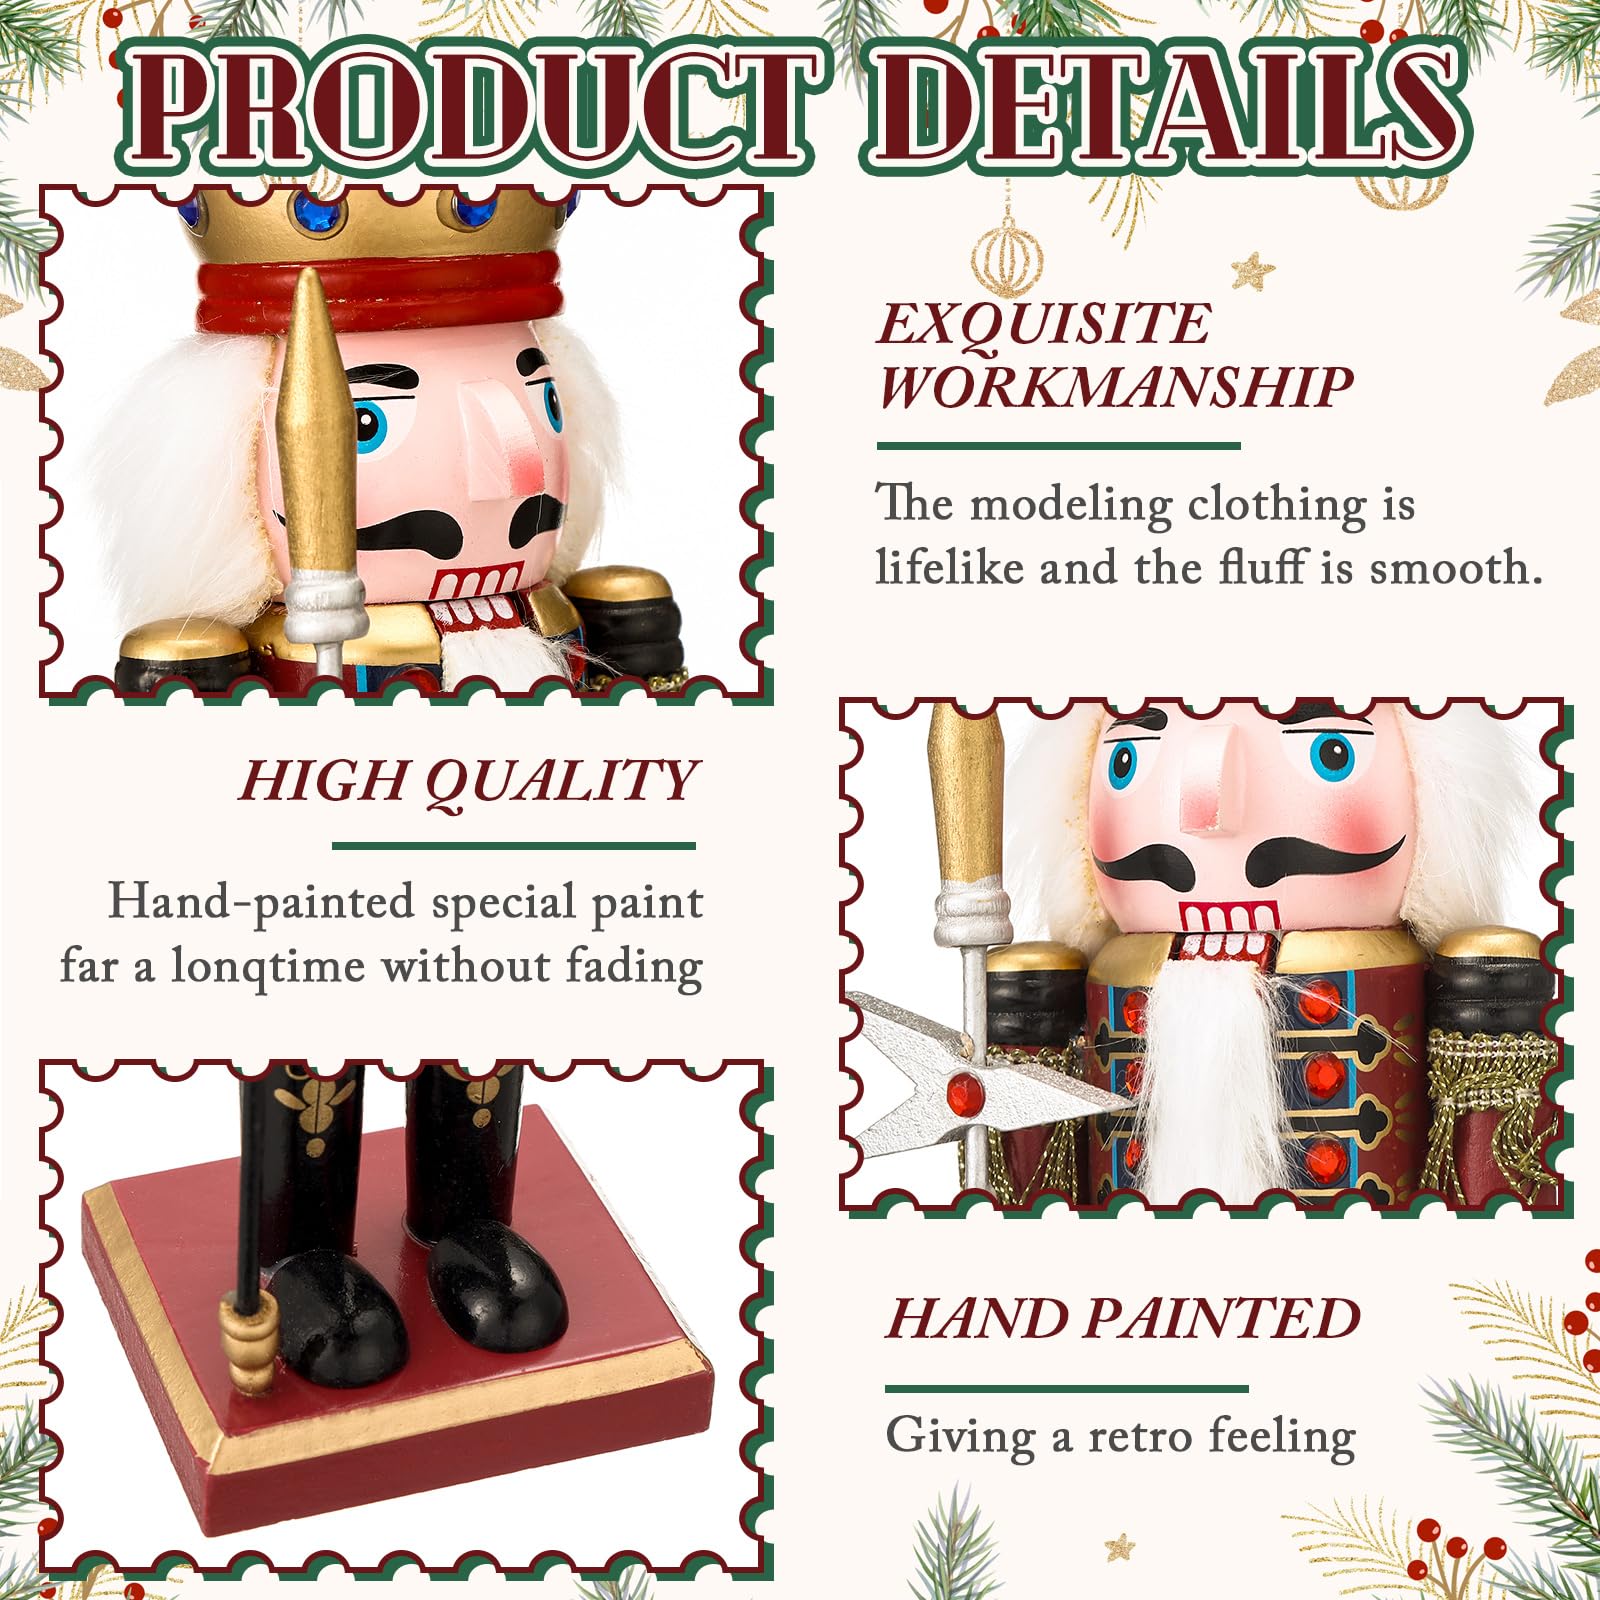 PRODUCT DETAILS
EXQUISITE
WORKMANSHIP
The modeling clothing is
lifelike and the fluff is smooth.
HIGH QUALITY
Hand-painted special paint
far a lonqtime without fading
HAND PAINTED
Giving a retro feeling